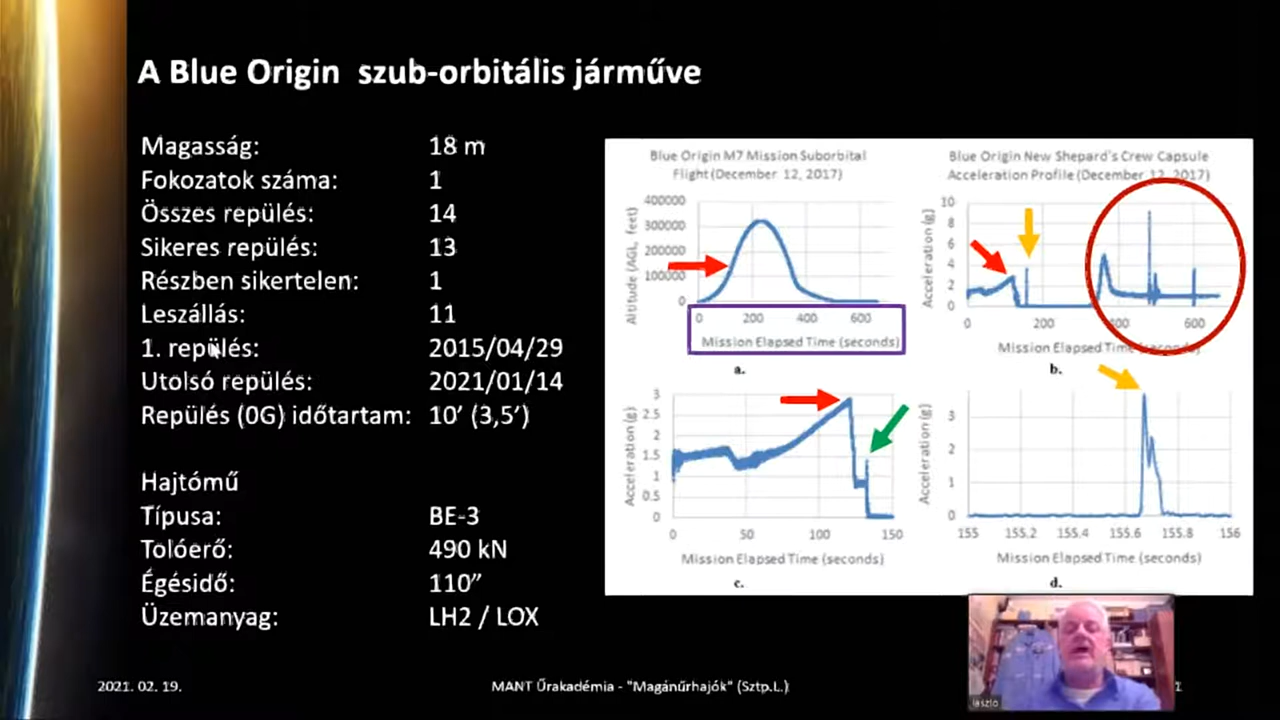 A Blue Origin szub-orbitális járműve
Magasság: 18 m
Fokozatok száma: 1
Összes repülés: 14
Sikeres repülés: 13
Részben sikertelen: 1
Leszállás: 11
1. repülés: 2015/04/29
Utolsó repülés: 2021/01/14
Repülés (0G) időtartam: 10’ (3,5’)
Hajtómű
Típusa: BE-3
Tolóerő: 490 kN
Égésidő: 110”
Üzemanyag: LH2 / LOX
Blue Origin M7 Mission Suborbital
Flight (December 12, 2017)
Altitude (AGL, feet)
400000
300000
200000
100000
0
0 200 400 600
Mission Elapsed Time (seconds)
a.
Blue Origin New Shepard's Crew Capsule
Acceleration Profile (December 12, 2017)
Acceleration (g)
10
8
6
4
2
0
0 200 400 600
Mission Elapsed Time (seconds)
b.
Acceleration (g)
3
2.5
2
1.5
1
0.5
0
0 50 100 150
Mission Elapsed Time (seconds)
c.
Acceleration (g)
3
2
1
0
155 155.2 155.4 155.6 155.8 156
Mission Elapsed Time (seconds)
d.
2021. 02. 19.
MANT Űrakadémia - "Magánűrhajók" (Sztp.L.)
laszlo